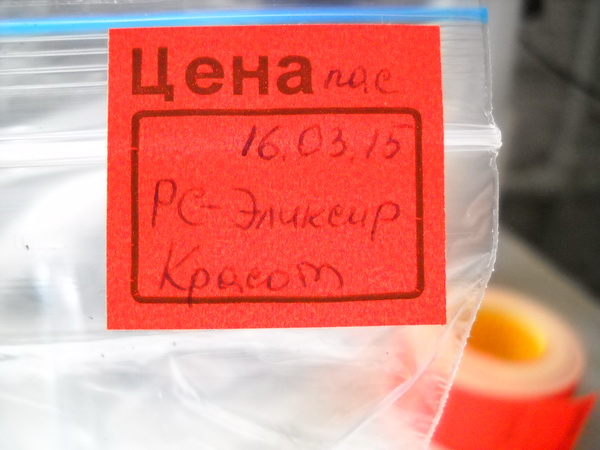 Цена пас
16.03.15
РС-Эликсир
Красот